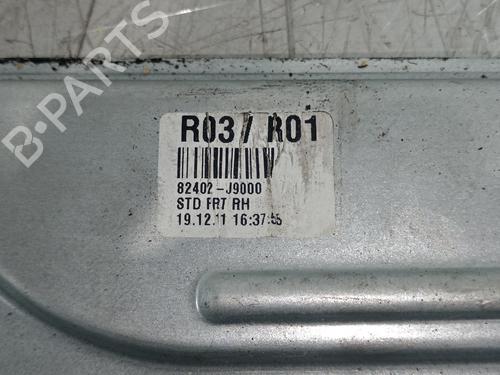 B-PARTS
R03 / R01
82402-J9000
STD FRT RH
19.12.11 16:37:55